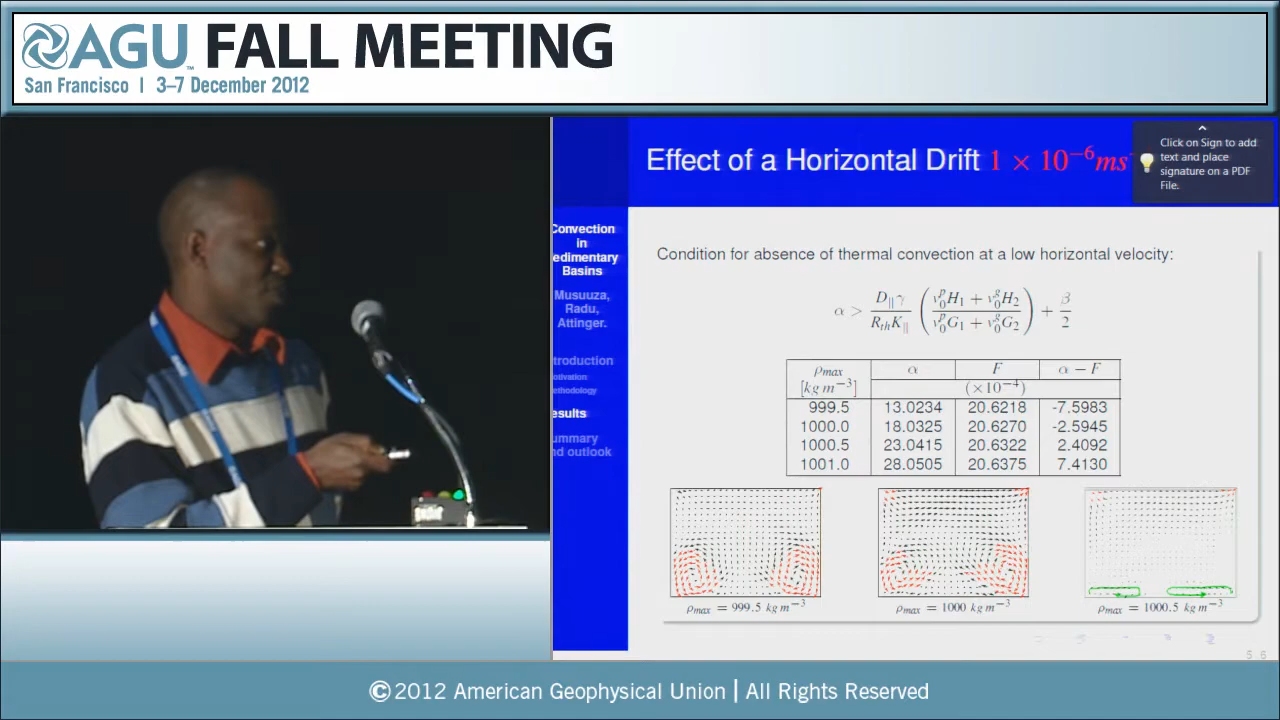 AGU FALL MEETING
San Francisco | 3–7 December 2012
Effect of a Horizontal Drift 1 × 10⁻⁶ms
Click on Sign to add
text and place
signature on a PDF
File.
Convection
in
edimentary
Basins
Musuuza,
Radu,
Attinger.
troduction
otivation
ethodology
esults
ummary
nd outlook
Condition for absence of thermal convection at a low horizontal velocity:
α > D∥γ / R_th K∥ ( (v₀ᵖH₁ + v₀ᵍH₂) / (v₀ᵖG₁ + v₀ᵍG₂) ) + β/2
ρmax α F α − F
[kg m⁻³] (×10⁻⁴)
999.5 13.0234 20.6218 -7.5983
1000.0 18.0325 20.6270 -2.5945
1000.5 23.0415 20.6322 2.4092
1001.0 28.0505 20.6375 7.4130
ρmax = 999.5 kg m⁻³
ρmax = 1000 kg m⁻³
ρmax = 1000.5 kg m⁻³
5 6
©2012 American Geophysical Union | All Rights Reserved